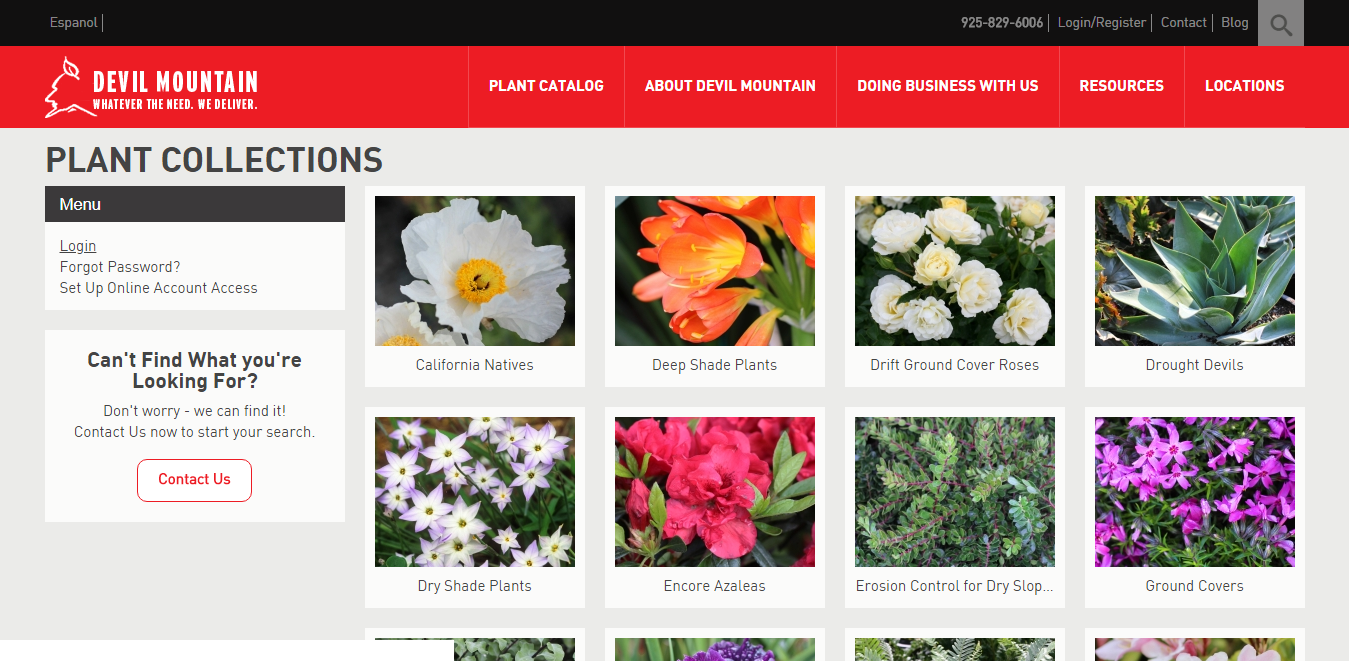 Espanol
925-829-6006
Login/Register
Contact
Blog
DEVIL MOUNTAIN
WHATEVER THE NEED. WE DELIVER.
PLANT CATALOG
ABOUT DEVIL MOUNTAIN
DOING BUSINESS WITH US
RESOURCES
LOCATIONS
PLANT COLLECTIONS
Menu
Login
Forgot Password?
Set Up Online Account Access
Can't Find What you're
Looking For?
Don't worry - we can find it!
Contact Us now to start your search.
Contact Us
California Natives
Deep Shade Plants
Drift Ground Cover Roses
Drought Devils
Dry Shade Plants
Encore Azaleas
Erosion Control for Dry Slop...
Ground Covers